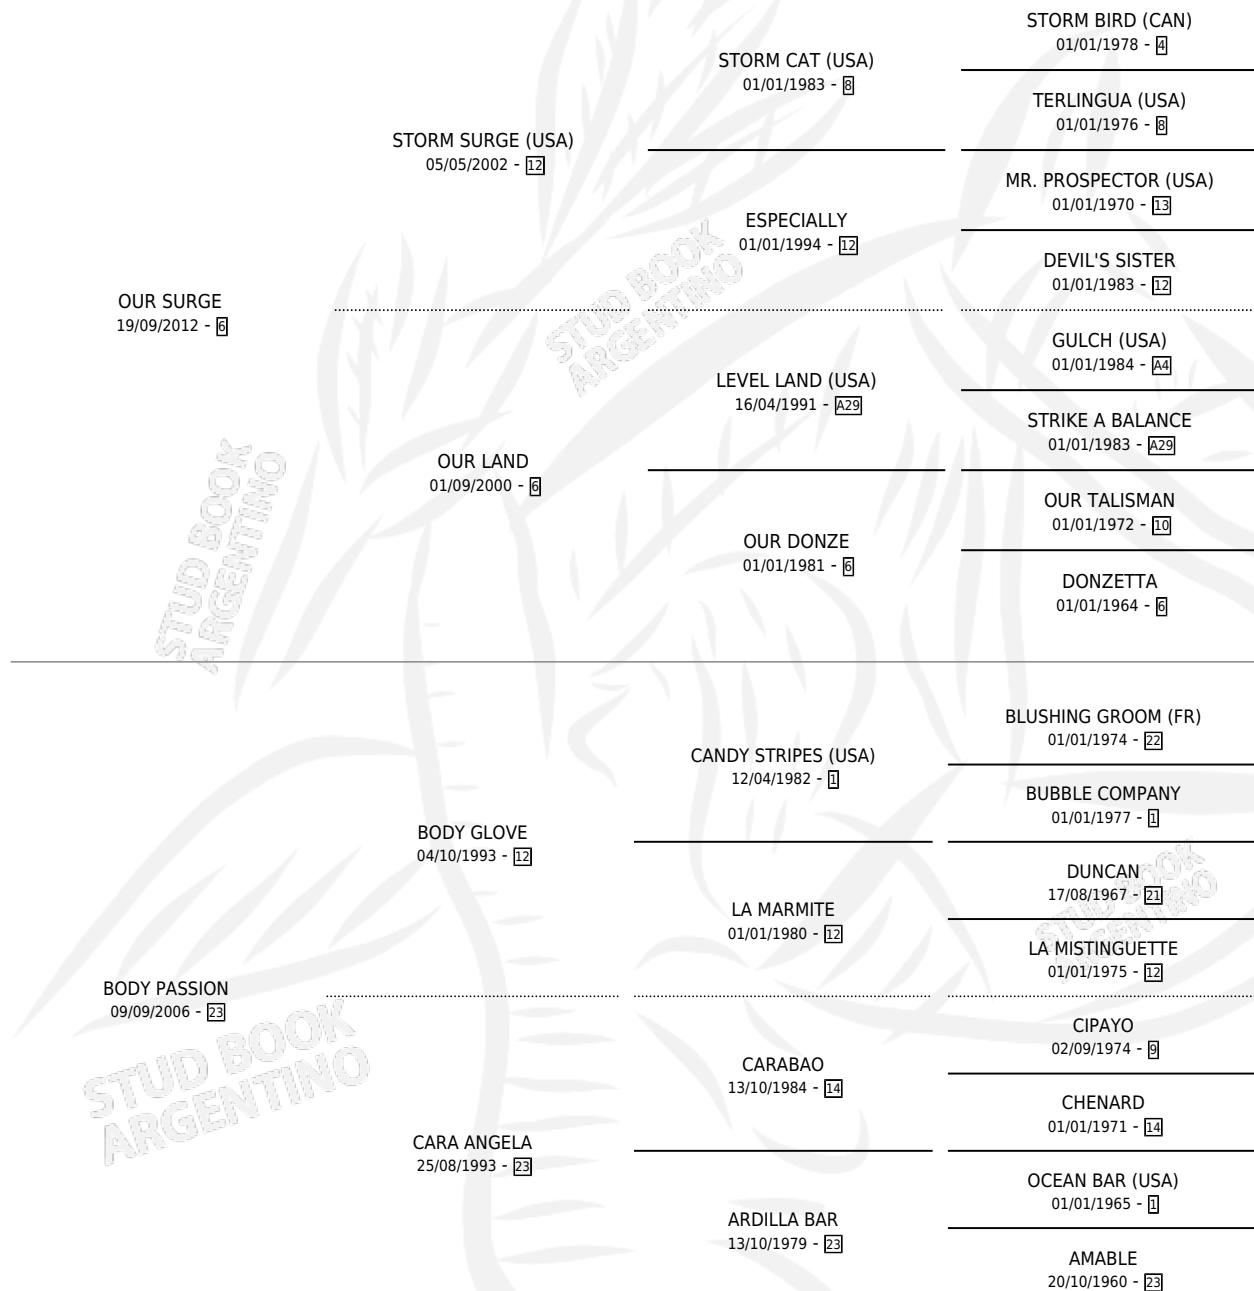 STORM BIRD (CAN)
01/01/1978 - 4
STORM CAT (USA)
01/01/1983 - 8
TERLINGUA (USA)
01/01/1976 - 8
STORM SURGE (USA)
05/05/2002 - 12
MR. PROSPECTOR (USA)
01/01/1970 - 13
ESPECIALLY
01/01/1994 - 12
DEVIL'S SISTER
01/01/1983 - 12
OUR SURGE
19/09/2012 - 6
GULCH (USA)
01/01/1984 - A4
LEVEL LAND (USA)
16/04/1991 - A29
STRIKE A BALANCE
01/01/1983 - A29
OUR LAND
01/09/2000 - 6
OUR TALISMAN
01/01/1972 - 10
OUR DONZE
01/01/1981 - 6
DONZETTA
01/01/1964 - 6
BLUSHING GROOM (FR)
01/01/1974 - 22
CANDY STRIPES (USA)
12/04/1982 - 1
BUBBLE COMPANY
01/01/1977 - 1
BODY GLOVE
04/10/1993 - 12
DUNCAN
17/08/1967 - 21
LA MARMITE
01/01/1980 - 12
LA MISTINGUETTE
01/01/1975 - 12
BODY PASSION
09/09/2006 - 23
CIPAYO
02/09/1974 - 9
CARABAO
13/10/1984 - 14
CHENARD
01/01/1971 - 14
CARA ANGELA
25/08/1993 - 23
OCEAN BAR (USA)
01/01/1965 - 1
ARDILLA BAR
13/10/1979 - 23
AMABLE
20/10/1960 - 23
STUD BOOK
ARGENTINO
STUD BOOK
ARGENTINO
STUD BOOK
ARGENTINO
STUD BOOK
ARGENTINO